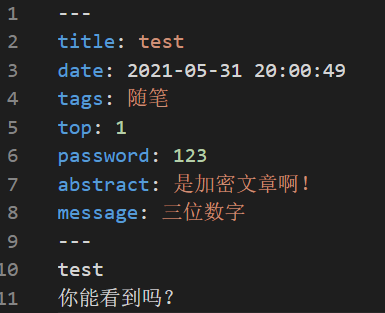 1 ---
2 title: test
3 date: 2021-05-31 20:00:49
4 tags: 随笔
5 top: 1
6 password: 123
7 abstract: 是加密文章啊！
8 message: 三位数字
9 ---
10 test
11 你能看到吗？